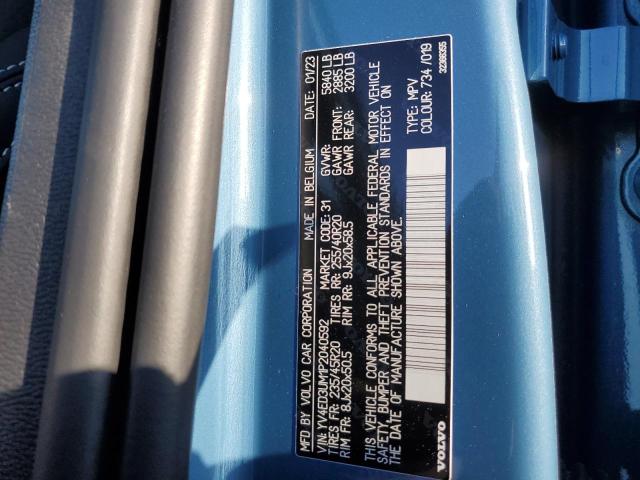 MFD BY VOLVO CAR CORPORATION MADE IN BELGIUM DATE: 01/23
VIN: YV4ED3UM1P2040592 MARKET CODE: 31 GVWR: 5840 LB
TIRES FR: 235/45R20 TIRES RR: 255/40R20 GAWR FRONT: 2885 LB
RIM FR: 8Jx20x50.5 RIM RR: 9Jx20x58.5 GAWR REAR: 3200 LB
THIS VEHICLE CONFORMS TO ALL APPLICABLE FEDERAL MOTOR VEHICLE
SAFETY, BUMPER AND THEFT PREVENTION STANDARDS IN EFFECT ON
THE DATE OF MANUFACTURE SHOWN ABOVE.
TYPE: MPV
COLOUR: 734 /019
VOLVO
32366355